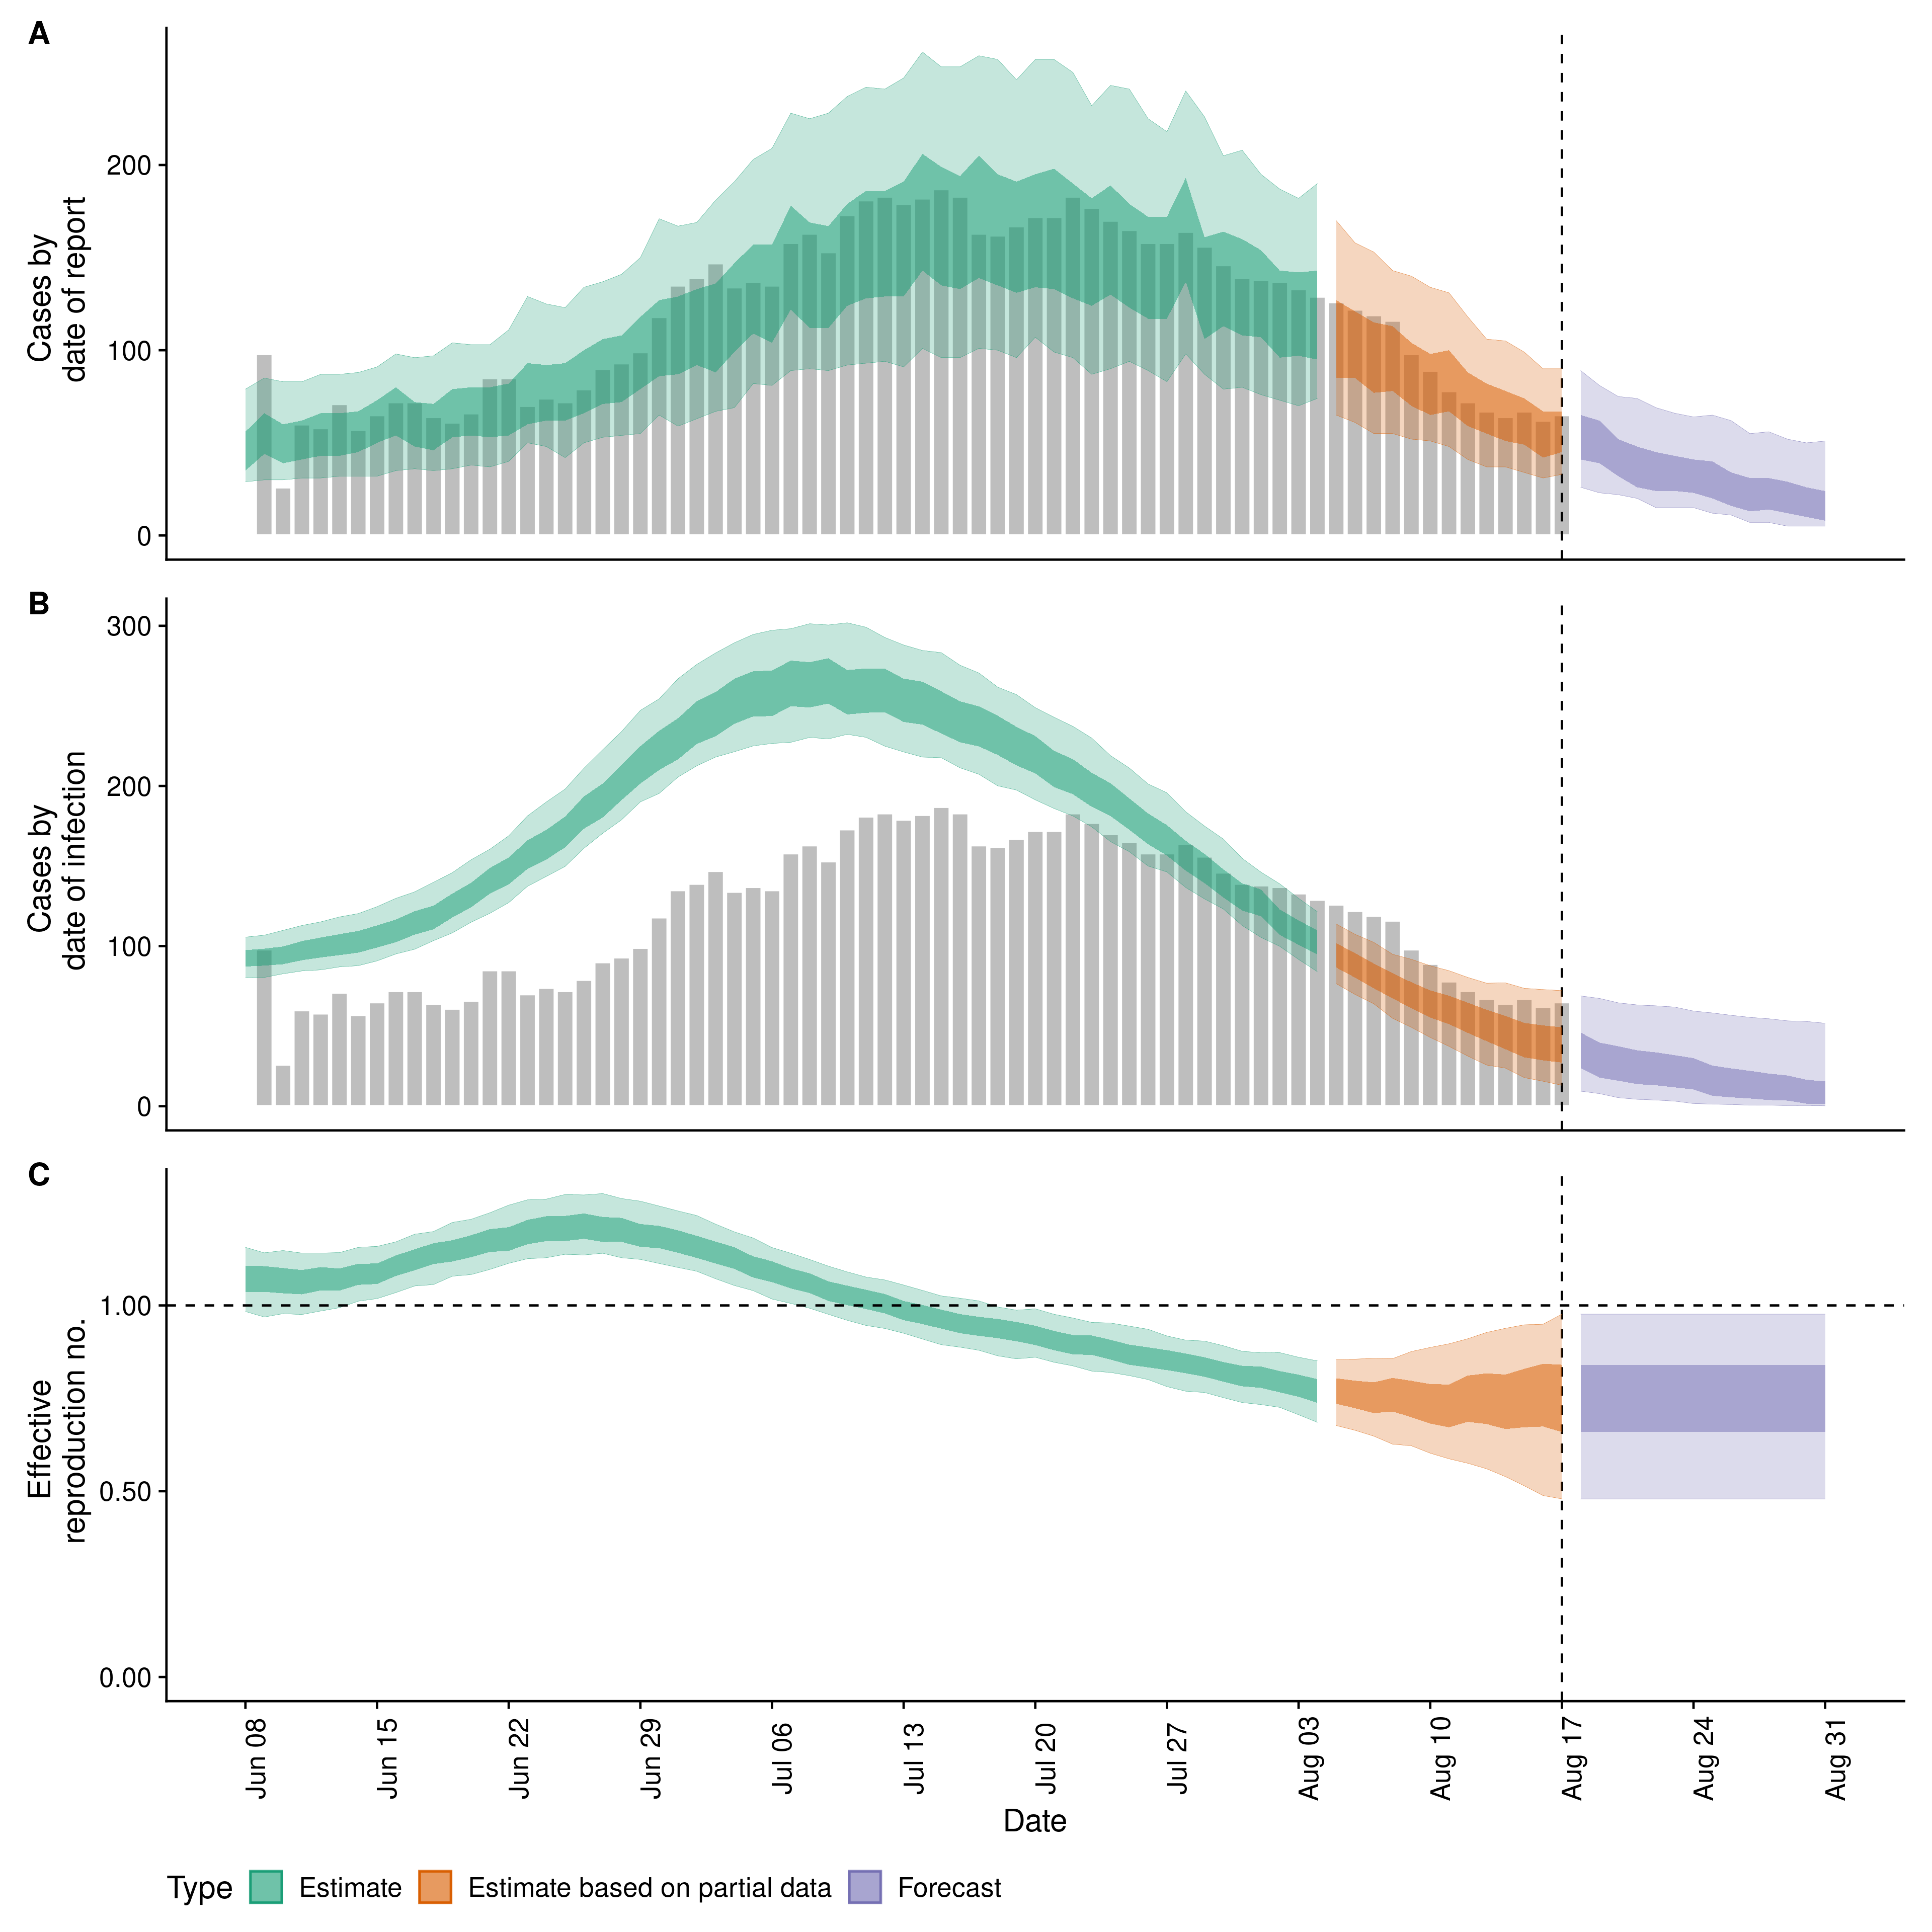 A
Cases by
date of report
200
100
0
B
Cases by
date of infection
300
200
100
0
C
Effective
reproduction no.
1.00
0.50
0.00
Jun 08
Jun 15
Jun 22
Jun 29
Jul 06
Jul 13
Jul 20
Jul 27
Aug 03
Aug 10
Aug 17
Aug 24
Aug 31
Date
Type Estimate Estimate based on partial data Forecast